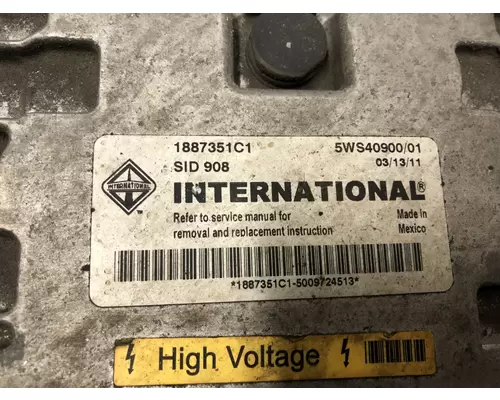 1887351C1 5WS40900/01
SID 908 03/13/11
INTERNATIONAL®
Refer to service manual for Made in
removal and replacement instruction Mexico
*1887351C1-5009724513*
High Voltage